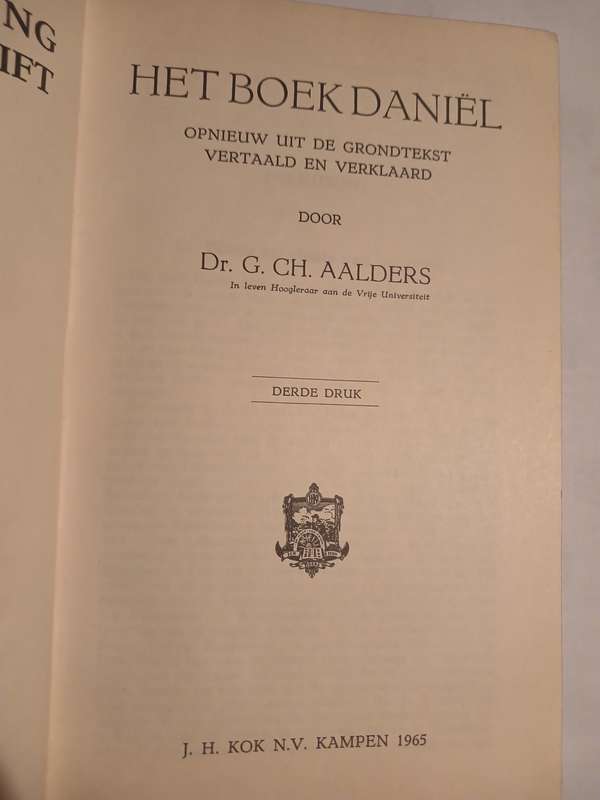 NG
IFT
HET BOEK DANIËL
OPNIEUW UIT DE GRONDTEKST
VERTAALD EN VERKLAARD
DOOR
Dr. G. CH. AALDERS
In leven Hoogleraar aan de Vrije Universiteit
DERDE DRUK
J. H. KOK N.V. KAMPEN 1965